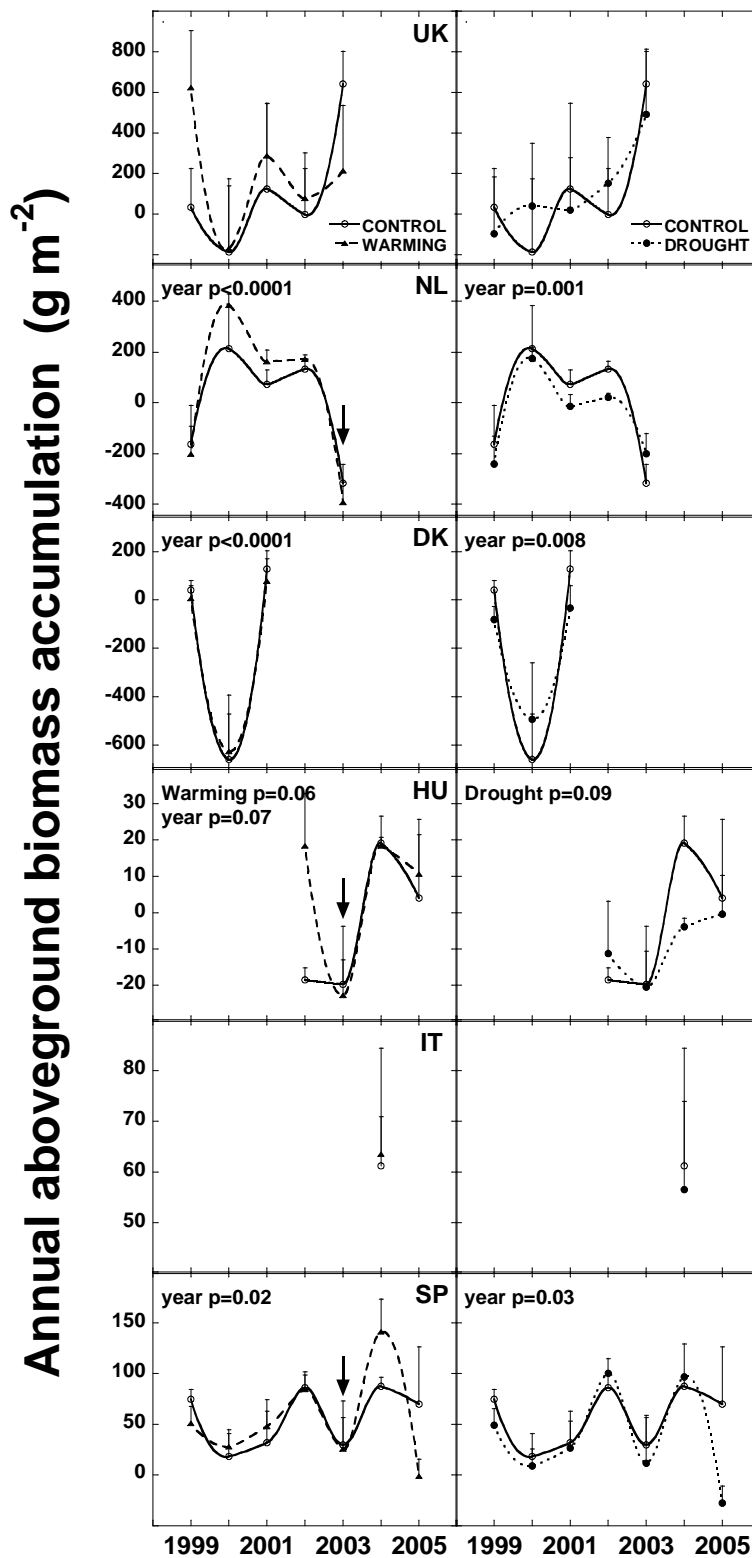 Annual aboveground biomass accumulation (g m-2)
UK
800
600
400
200
0
CONTROL
WARMING
CONTROL
DROUGHT
year p<0.0001
NL
year p=0.001
400
200
0
-200
-400
year p<0.0001
DK
year p=0.008
200
0
-200
-400
-600
Warming p=0.06
year p=0.07
HU
Drought p=0.09
30
20
10
0
-10
-20
IT
80
70
60
50
year p=0.02
SP
year p=0.03
150
100
50
0
1999 2001 2003 2005 1999 2001 2003 2005